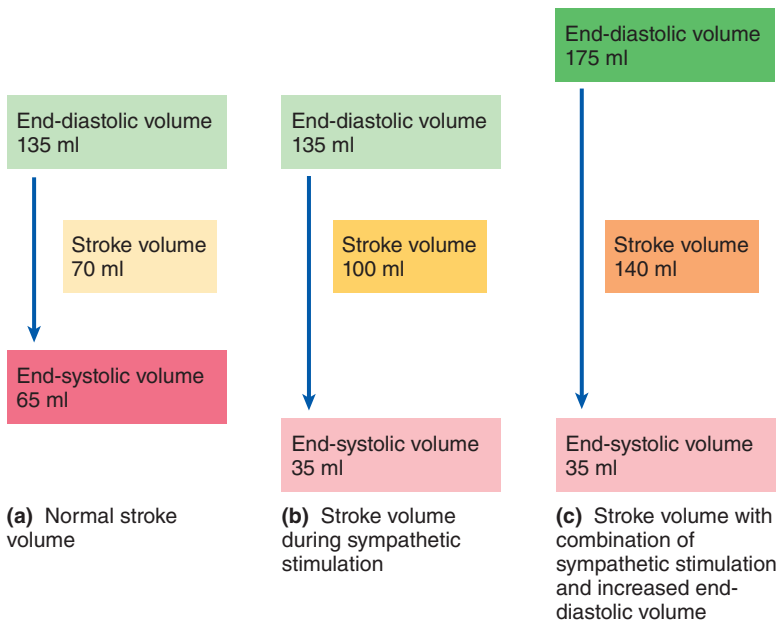 End-diastolic volume
135 ml
Stroke volume
70 ml
End-systolic volume
65 ml
(a) Normal stroke
volume
End-diastolic volume
135 ml
Stroke volume
100 ml
End-systolic volume
35 ml
(b) Stroke volume
during sympathetic
stimulation
End-diastolic volume
175 ml
Stroke volume
140 ml
End-systolic volume
35 ml
(c) Stroke volume with
combination of
sympathetic stimulation
and increased end-
diastolic volume